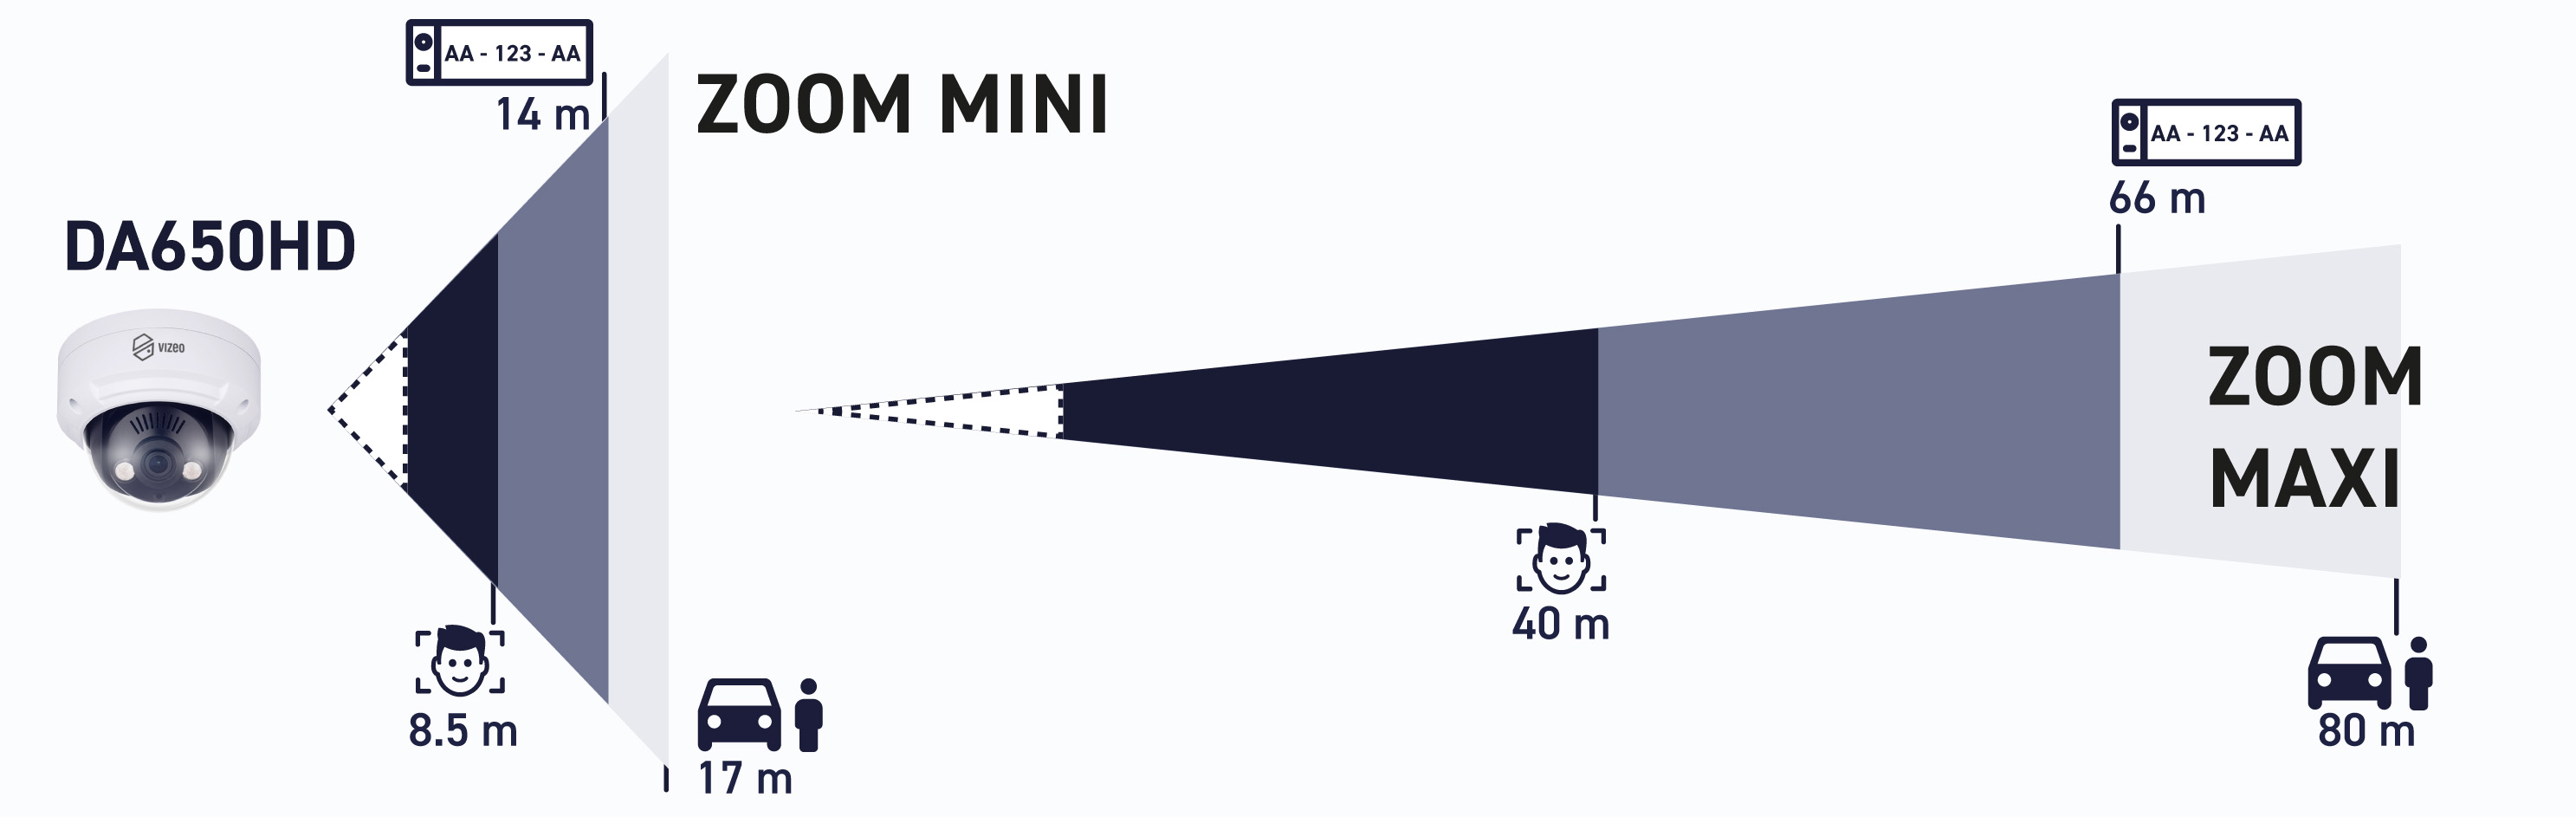 AA - 123 - AA
14 m
ZOOM MINI
DA650HD
VIZEO
8.5 m
17 m
AA - 123 - AA
66 m
ZOOM
MAXI
40 m
80 m